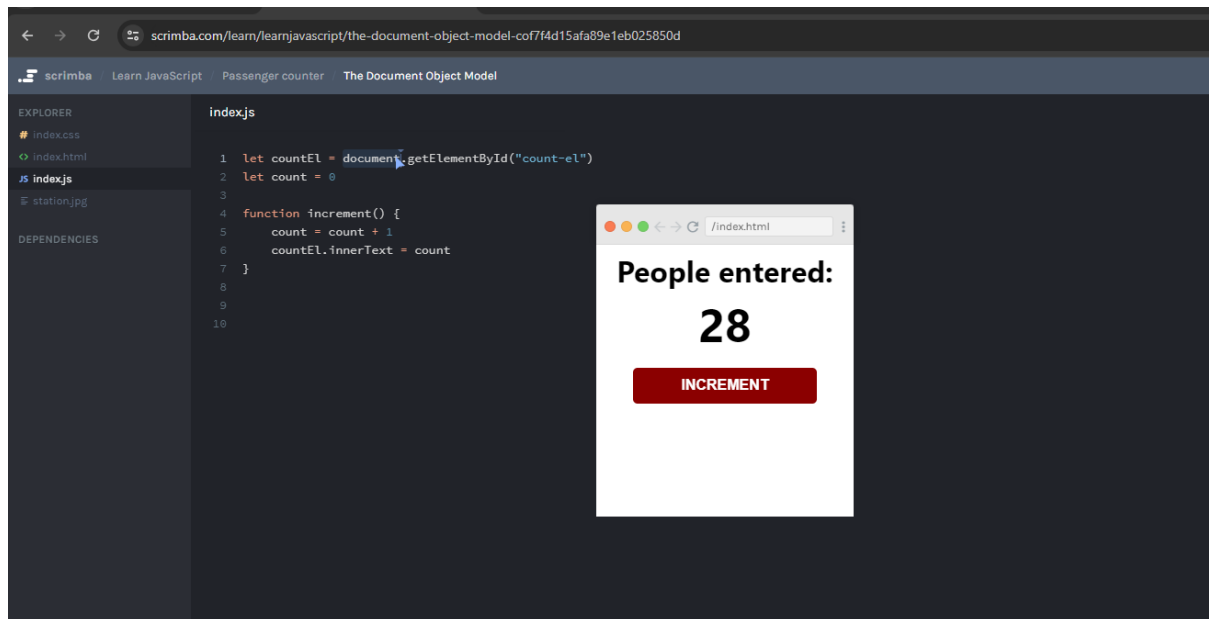 scrimba.com/learn/learnjavascript/the-document-object-model-cof7f4d15afa89e1eb025850d
scrimba / Learn JavaScript / Passenger counter / The Document Object Model
EXPLORER
# index.css
<> index.html
JS index.js
station.jpg
DEPENDENCIES
index.js
1 let countEl = document.getElementById("count-el")
2 let count = 0
3
4 function increment() {
5 count = count + 1
6 countEl.innerText = count
7 }
8
9
10
/index.html
People entered:
28
INCREMENT